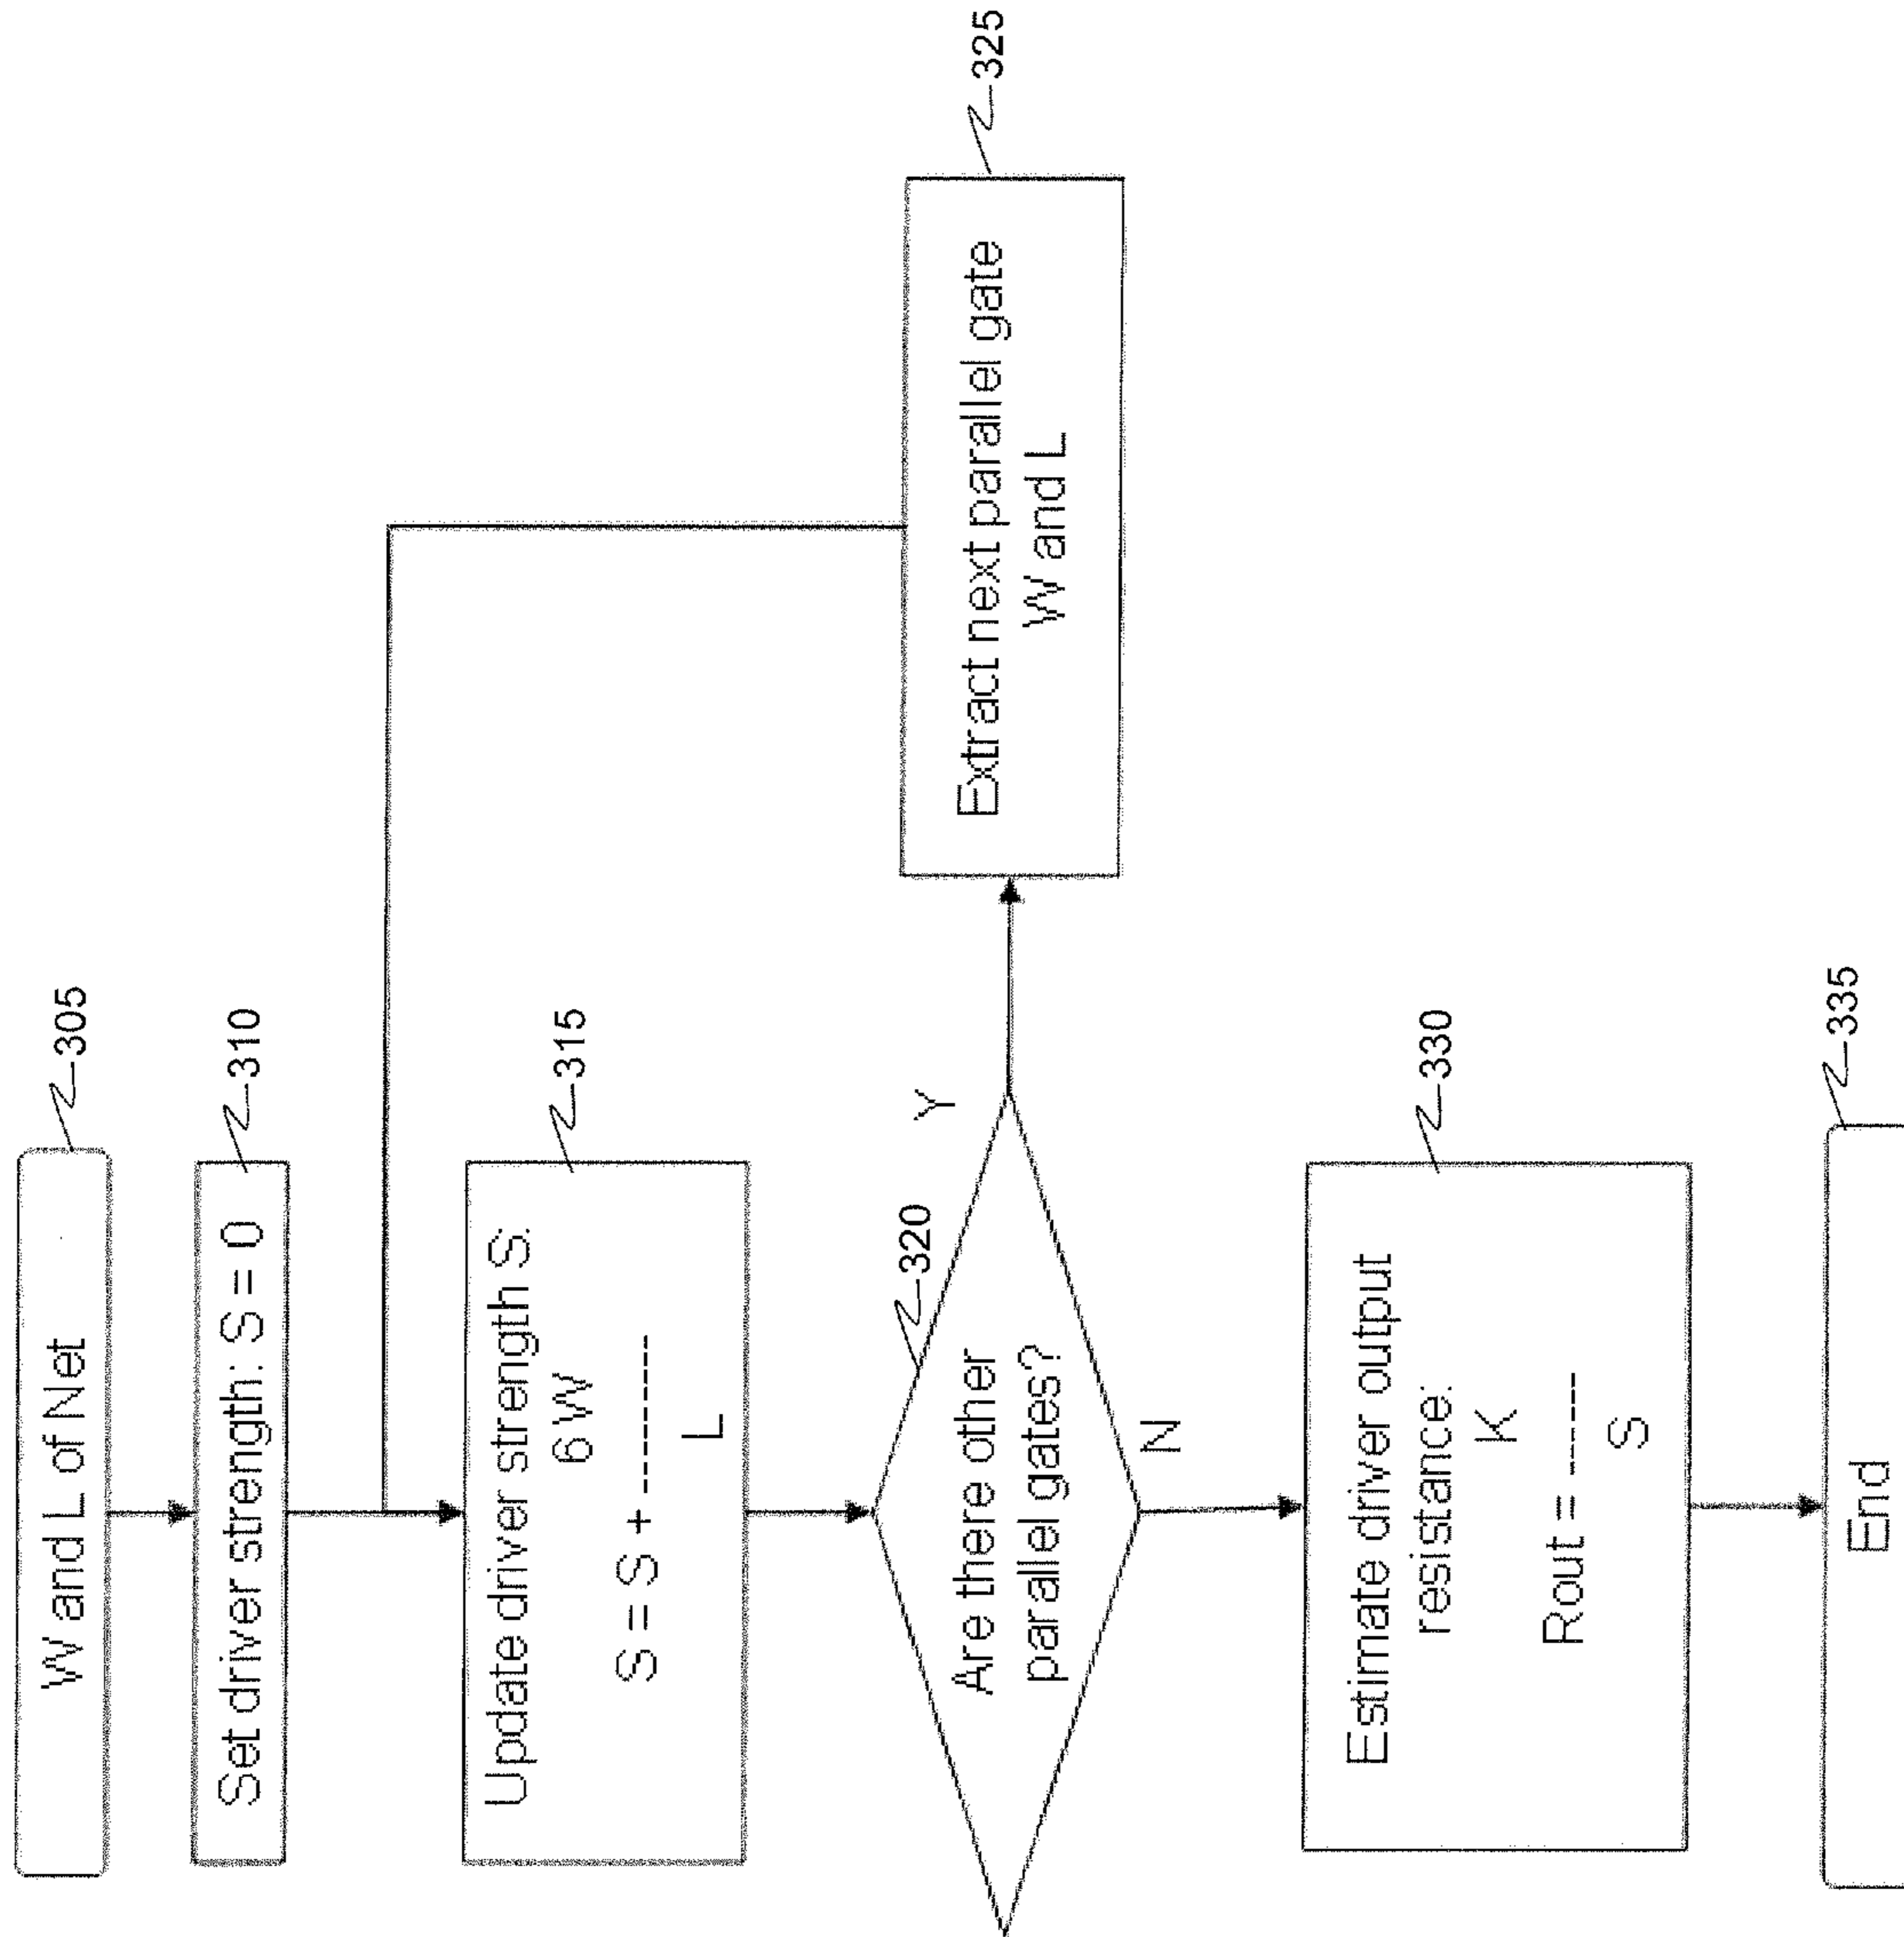 W and L of Net
305
Set driver strength: S = 0
310
Update driver strength S:
6 W
S = S + ----------
L
315
Are there other
parallel gates?
320
Y
N
Extract next parallel gate
W and L
325
Estimate driver output
resistance:
K
Rout = ------
S
330
End
335